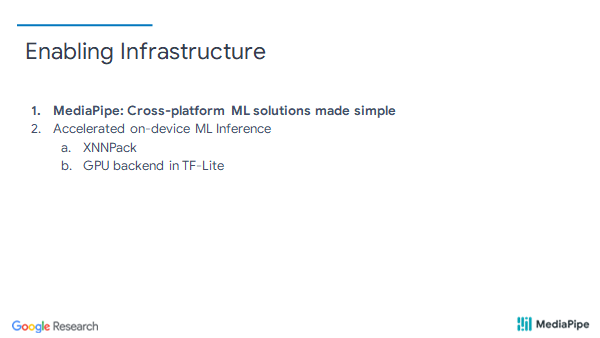 Enabling Infrastructure
1. MediaPipe: Cross-platform ML solutions made simple
2. Accelerated on-device ML Inference
a. XNNPack
b. GPU backend in TF-Lite
Google Research
MediaPipe